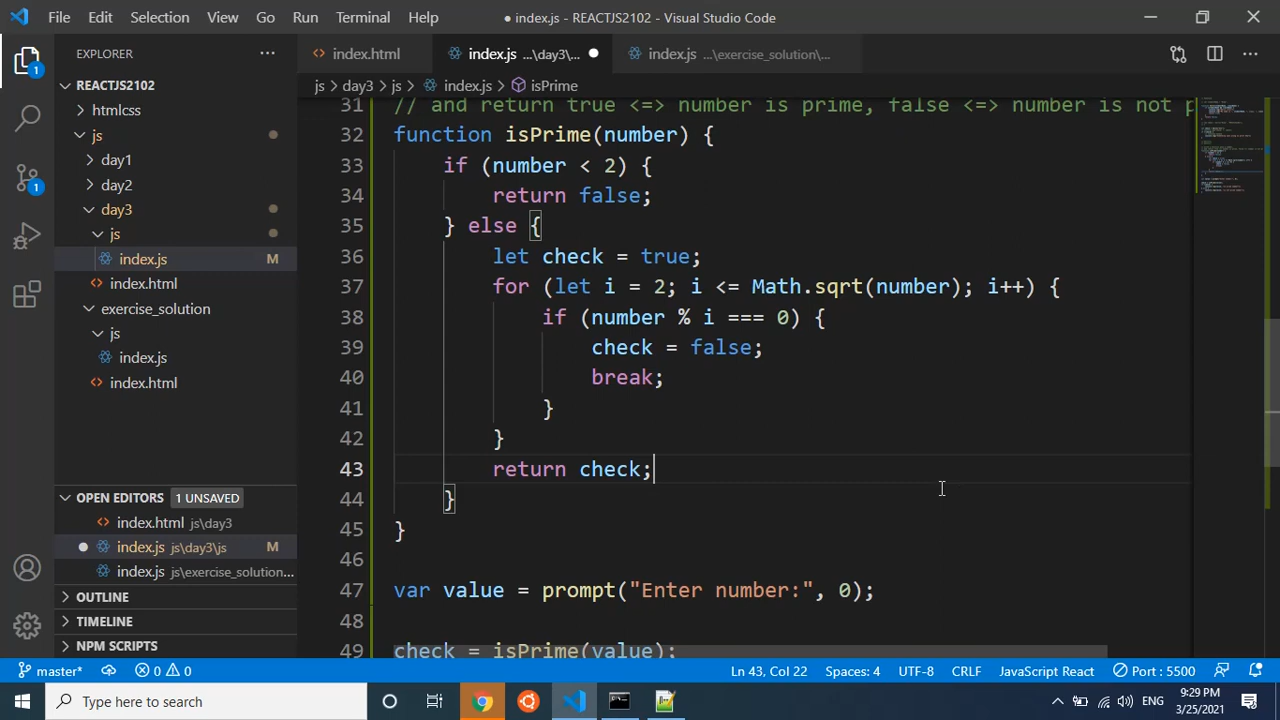 File Edit Selection View Go Run Terminal Help
● index.js - REACTJS2102 - Visual Studio Code
EXPLORER
index.html
index.js ...\day3\...
index.js ...\exercise_solution\...
REACTJS2102
htmlcss
js
day1
day2
day3
js
index.js M
index.html
exercise_solution
js
index.js
index.html
OPEN EDITORS 1 UNSAVED
index.html js\day3
index.js js\day3\js M
index.js js\exercise_solution...
OUTLINE
TIMELINE
NPM SCRIPTS
1
1
js > day3 > js > index.js > isPrime
31 // and return true <=> number is prime, false <=> number is not p
32 function isPrime(number) {
33 if (number < 2) {
34 return false;
35 } else {
36 let check = true;
37 for (let i = 2; i <= Math.sqrt(number); i++) {
38 if (number % i === 0) {
39 check = false;
40 break;
41 }
42 }
43 return check;
44 }
45 }
46
47 var value = prompt("Enter number:", 0);
48
49 check = isPrime(value);
master* 0 0 Ln 43, Col 22 Spaces: 4 UTF-8 CRLF JavaScript React Port : 5500
Type here to search
ENG
9:29 PM
3/25/2021